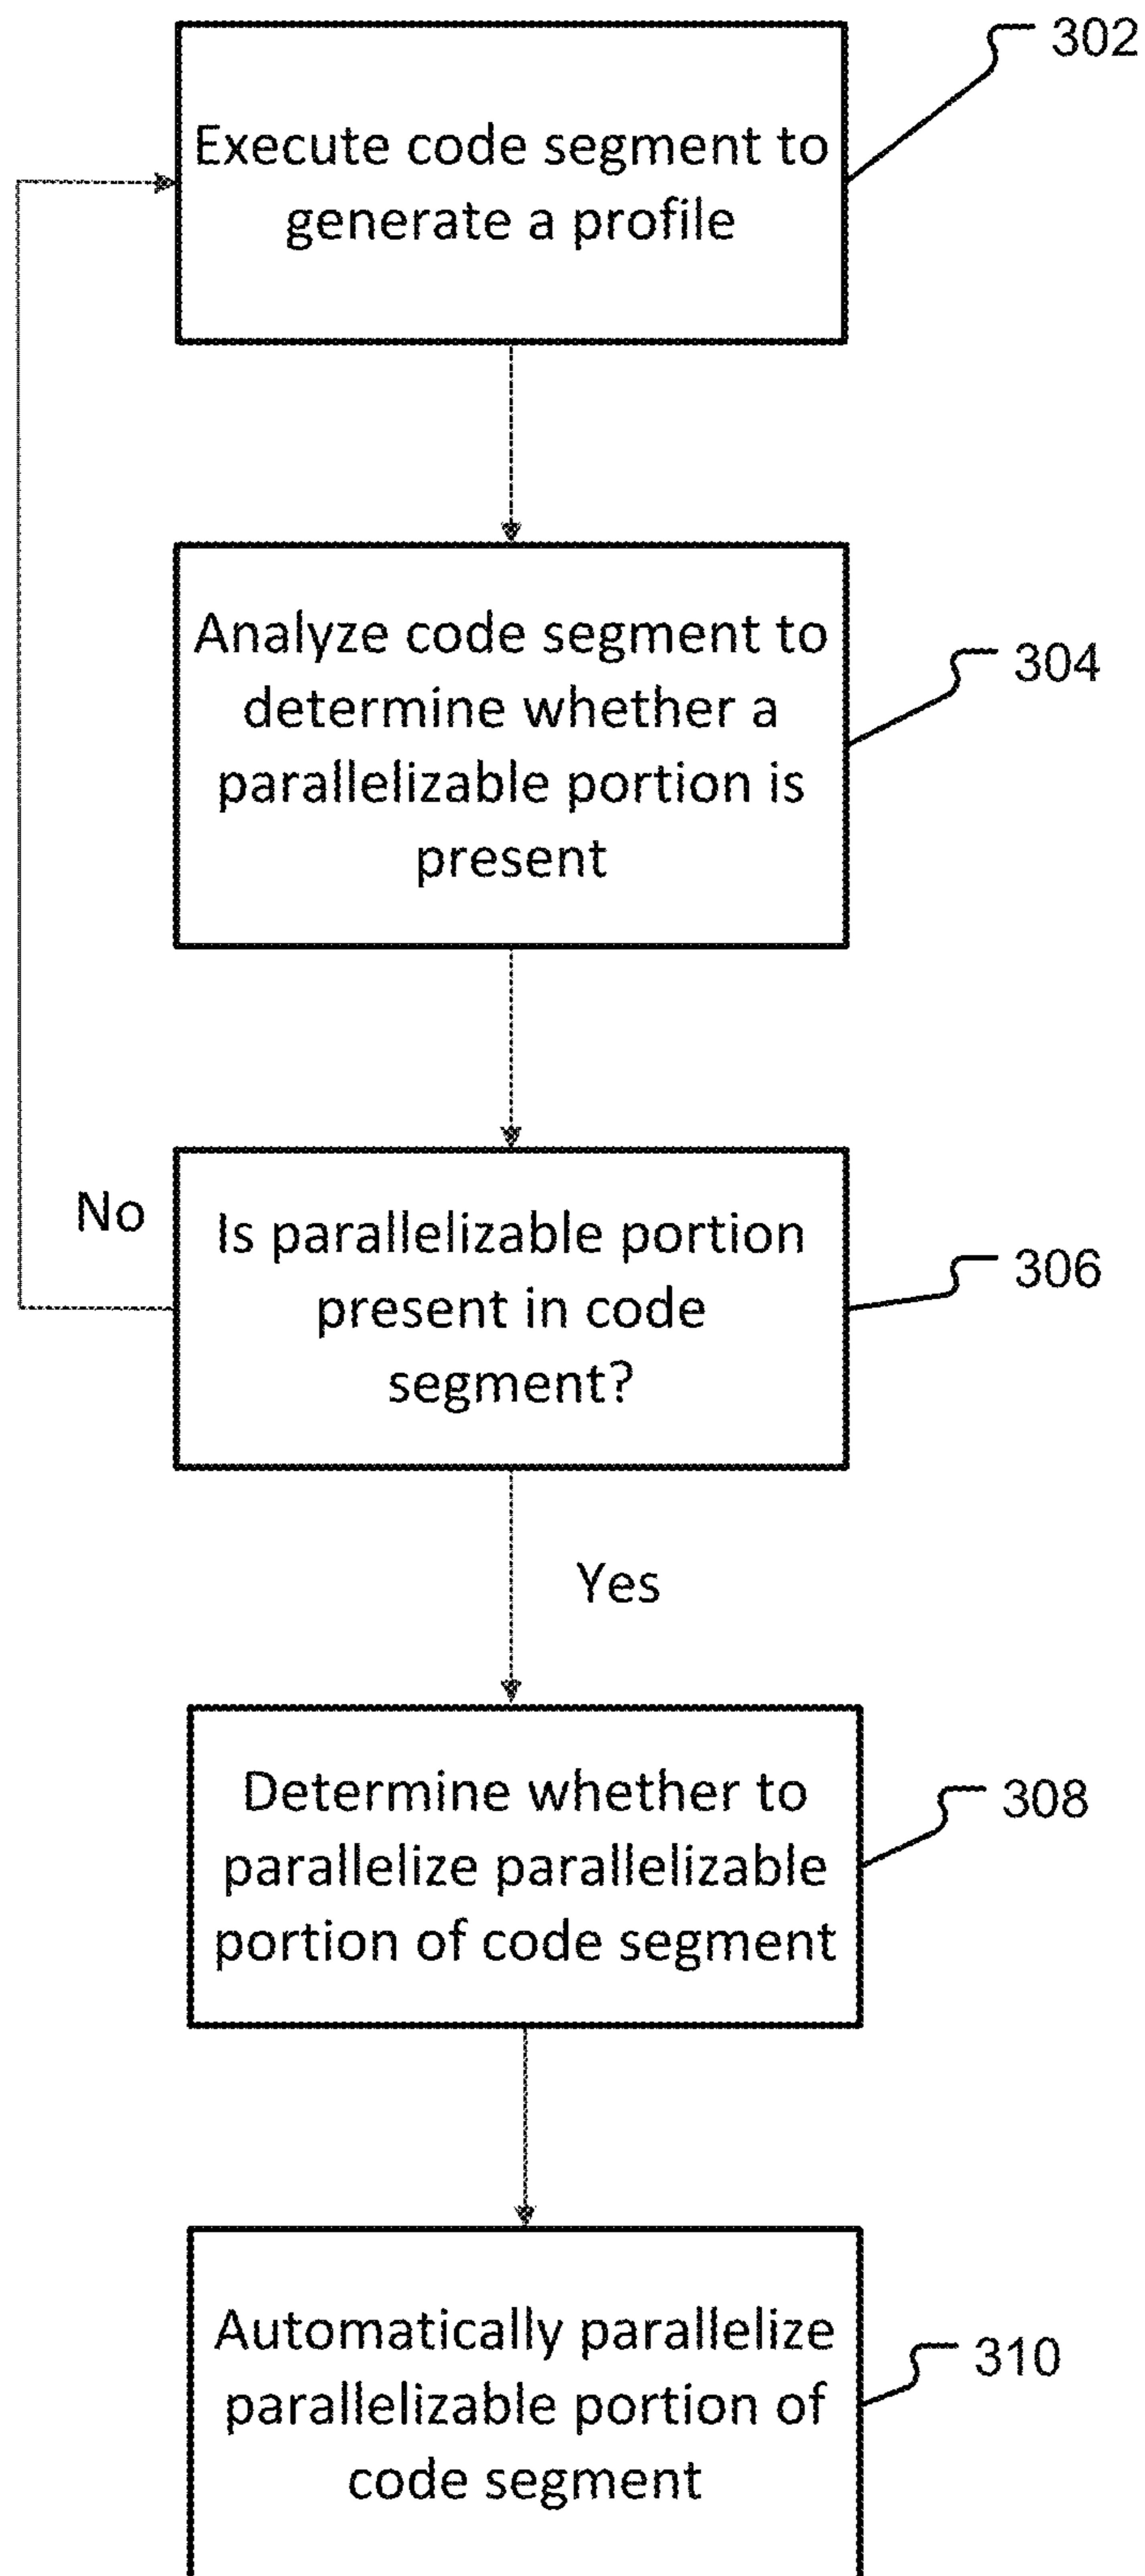 302
Execute code segment to
generate a profile
Analyze code segment to
determine whether a
parallelizable portion is
present
304
No
Is parallelizable portion
present in code
segment?
306
Yes
Determine whether to
parallelize parallelizable
portion of code segment
308
Automatically parallelize
parallelizable portion of
code segment
310